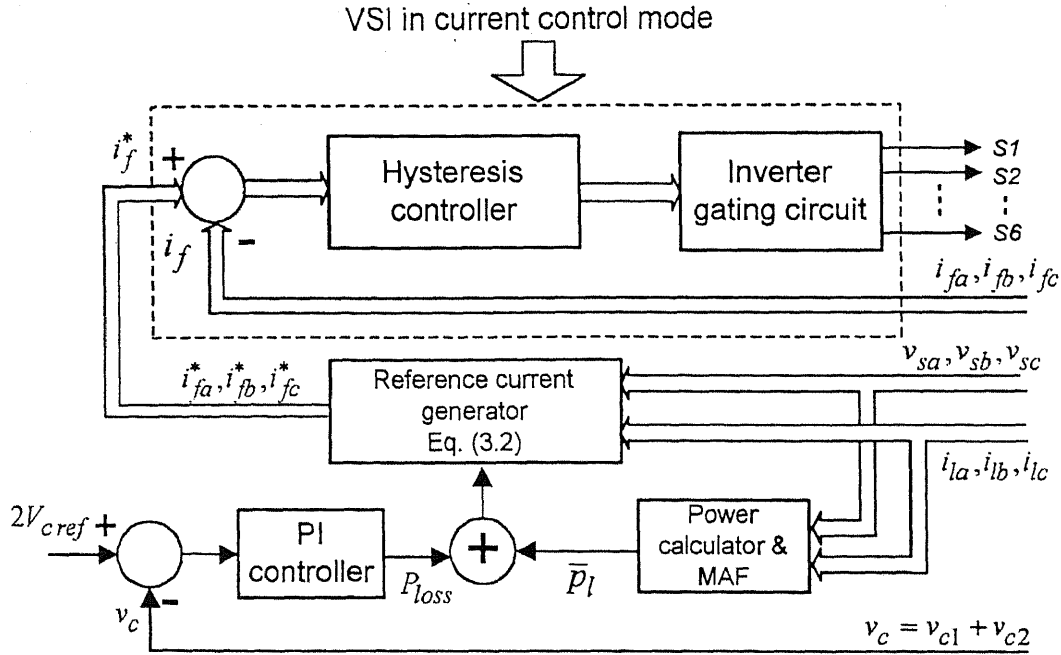 VSI in current control mode
i*f
+
Hysteresis
controller
Inverter
gating circuit
S1
S2
S6
if
-
ifa, ifb, ifc
i*fa, i*fb, i*fc
Reference current
generator
Eq. (3.2)
vsa, vsb, vsc
ila, ilb, ilc
2Vc ref
+
PI
controller
Ploss
+
p̅l
Power
calculator &
MAF
vc
-
vc = vc1 + vc2